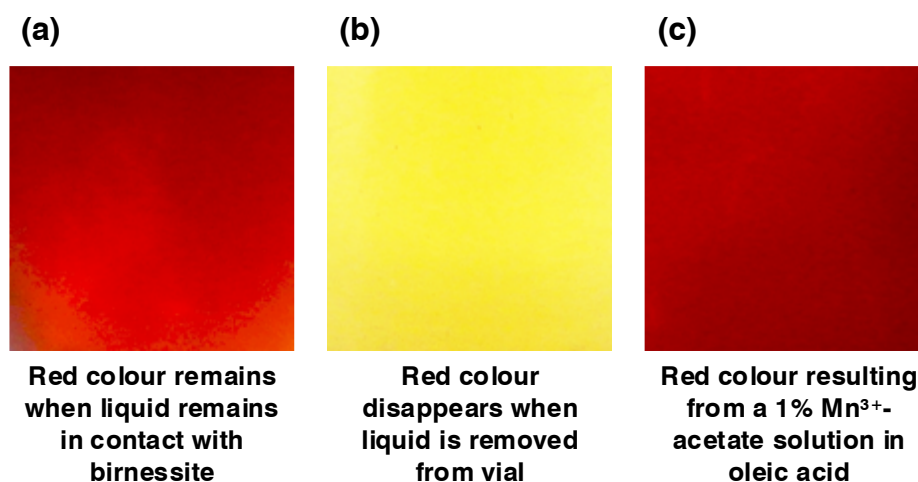 (a)
(b)
(c)
Red colour remains
when liquid remains
in contact with
birnessite
Red colour
disappears when
liquid is removed
from vial
Red colour resulting
from a 1% Mn³⁺-
acetate solution in
oleic acid